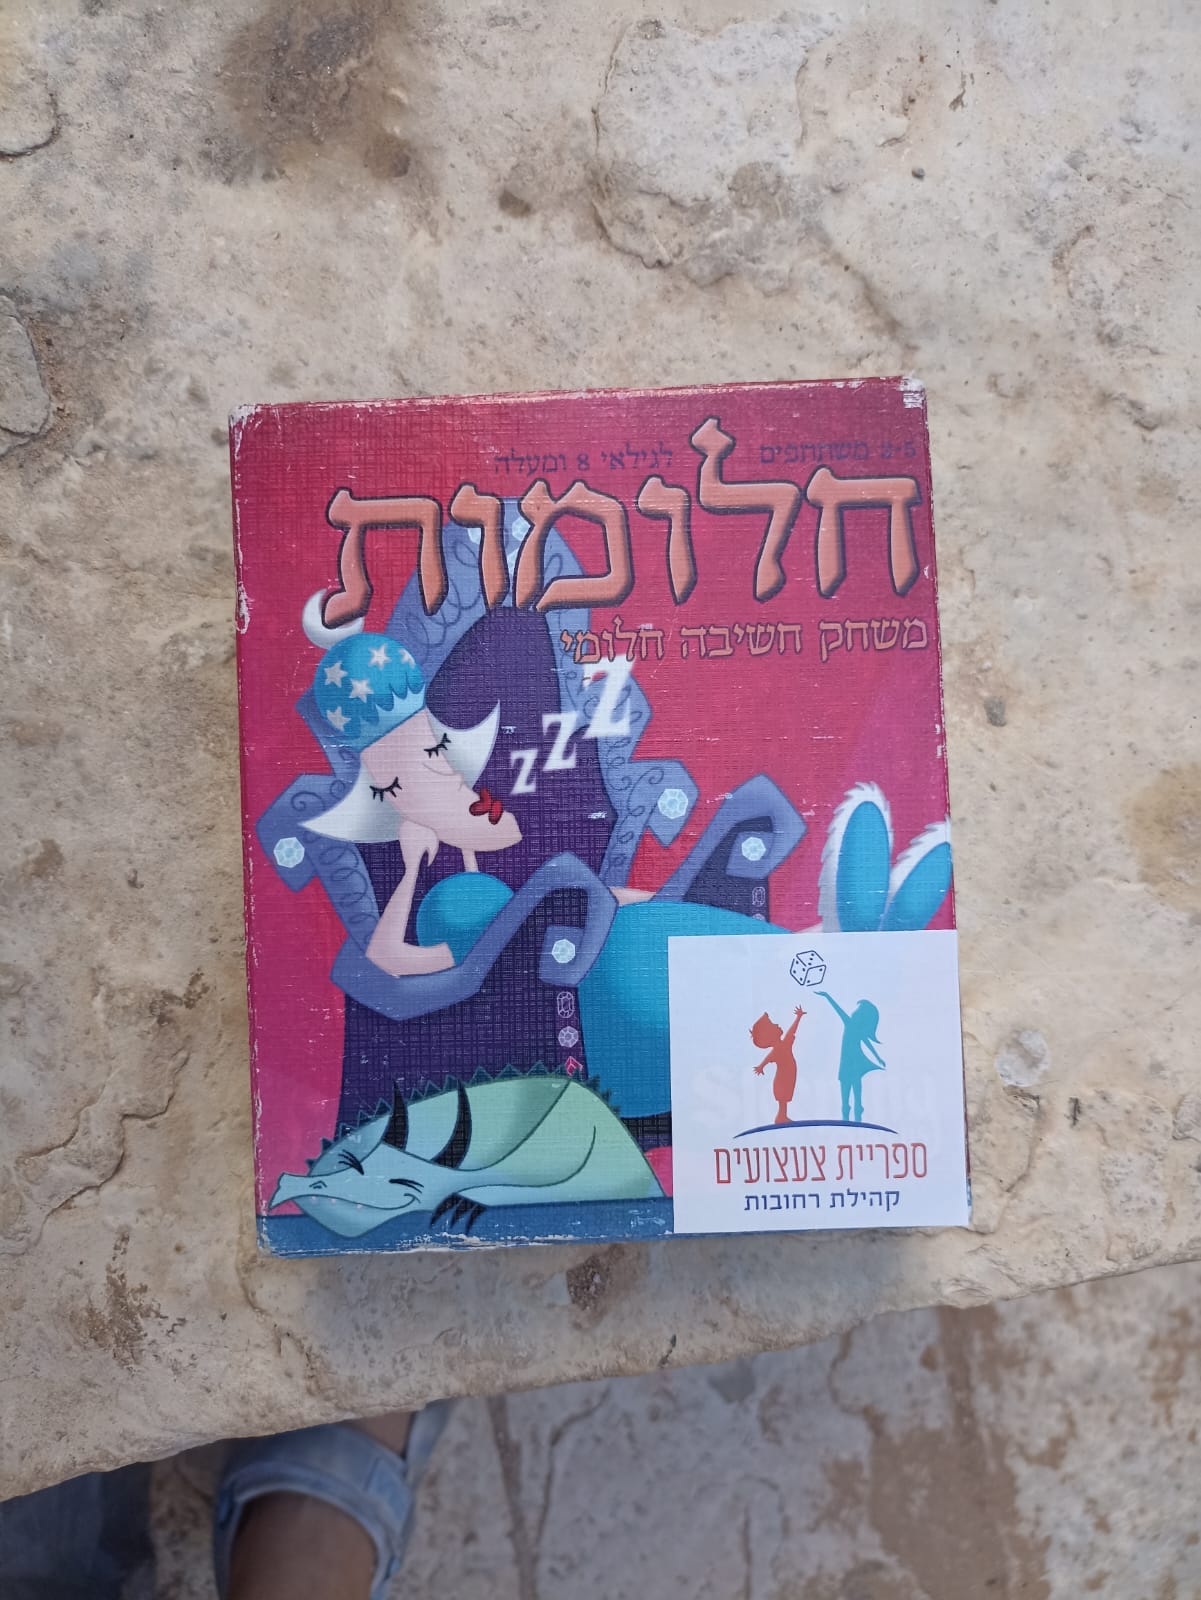 2-5 משתתפים לגילאי 8 ומעלה
חלומות
משחק חשיבה חלומי
z z Z Z
ספריית צעצועים
קהילת רחובות